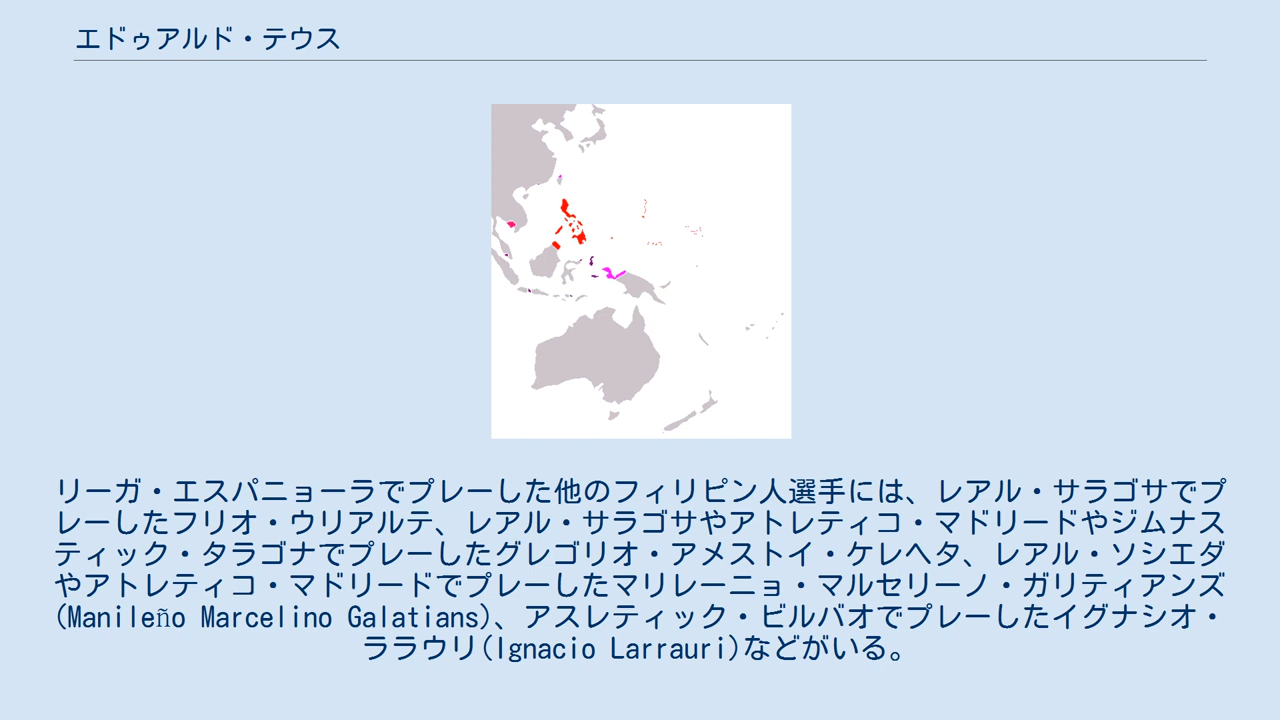 エドゥアルド・テウス
リーガ・エスパニョーラでプレーした他のフィリピン人選手には、レアル・サラゴサでプ
レーしたフリオ・ウリアルテ、レアル・サラゴサやアトレティコ・マドリードやジムナス
ティック・タラゴナでプレーしたグレゴリオ・アメストイ・ケレヘタ、レアル・ソシエダ
やアトレティコ・マドリードでプレーしたマリレーニョ・マルセリーノ・ガリティアンズ
(Manileño Marcelino Galatians)、アスレティック・ビルバオでプレーしたイグナシオ・
ララウリ(Ignacio Larrauri)などがいる。